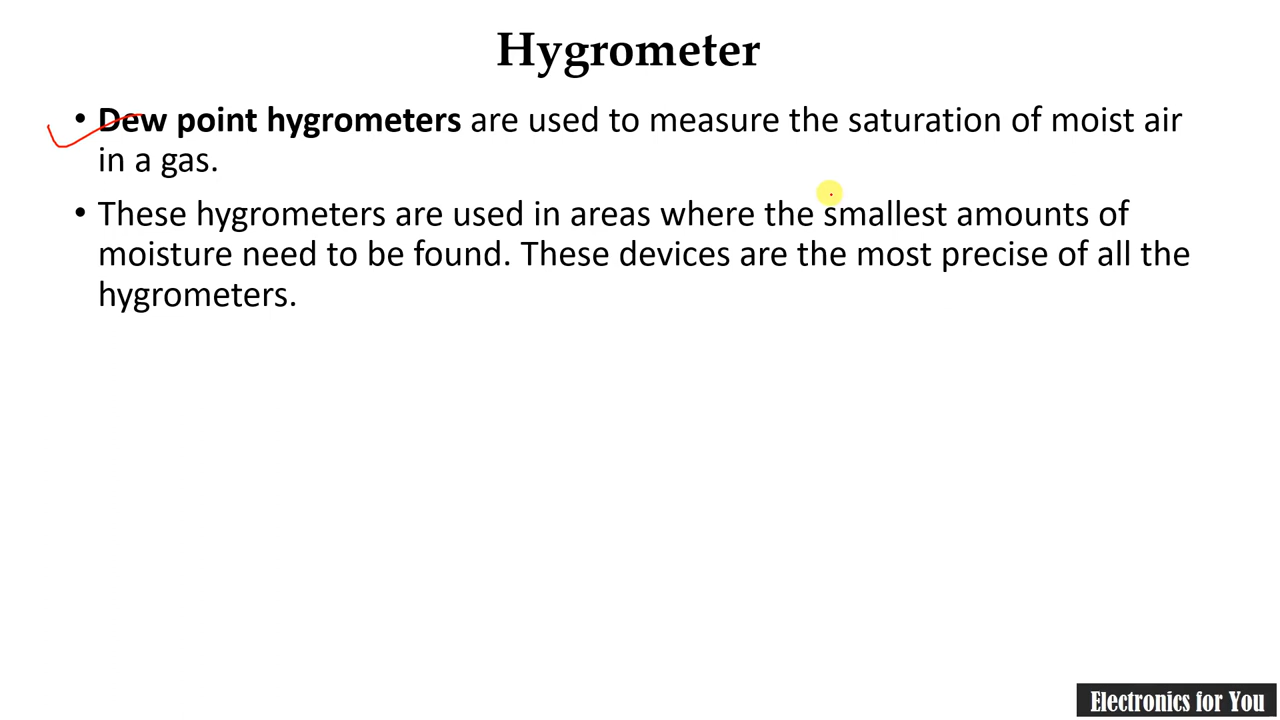 Hygrometer
• Dew point hygrometers are used to measure the saturation of moist air
in a gas.
• These hygrometers are used in areas where the smallest amounts of
moisture need to be found. These devices are the most precise of all the
hygrometers.
Electronics for You